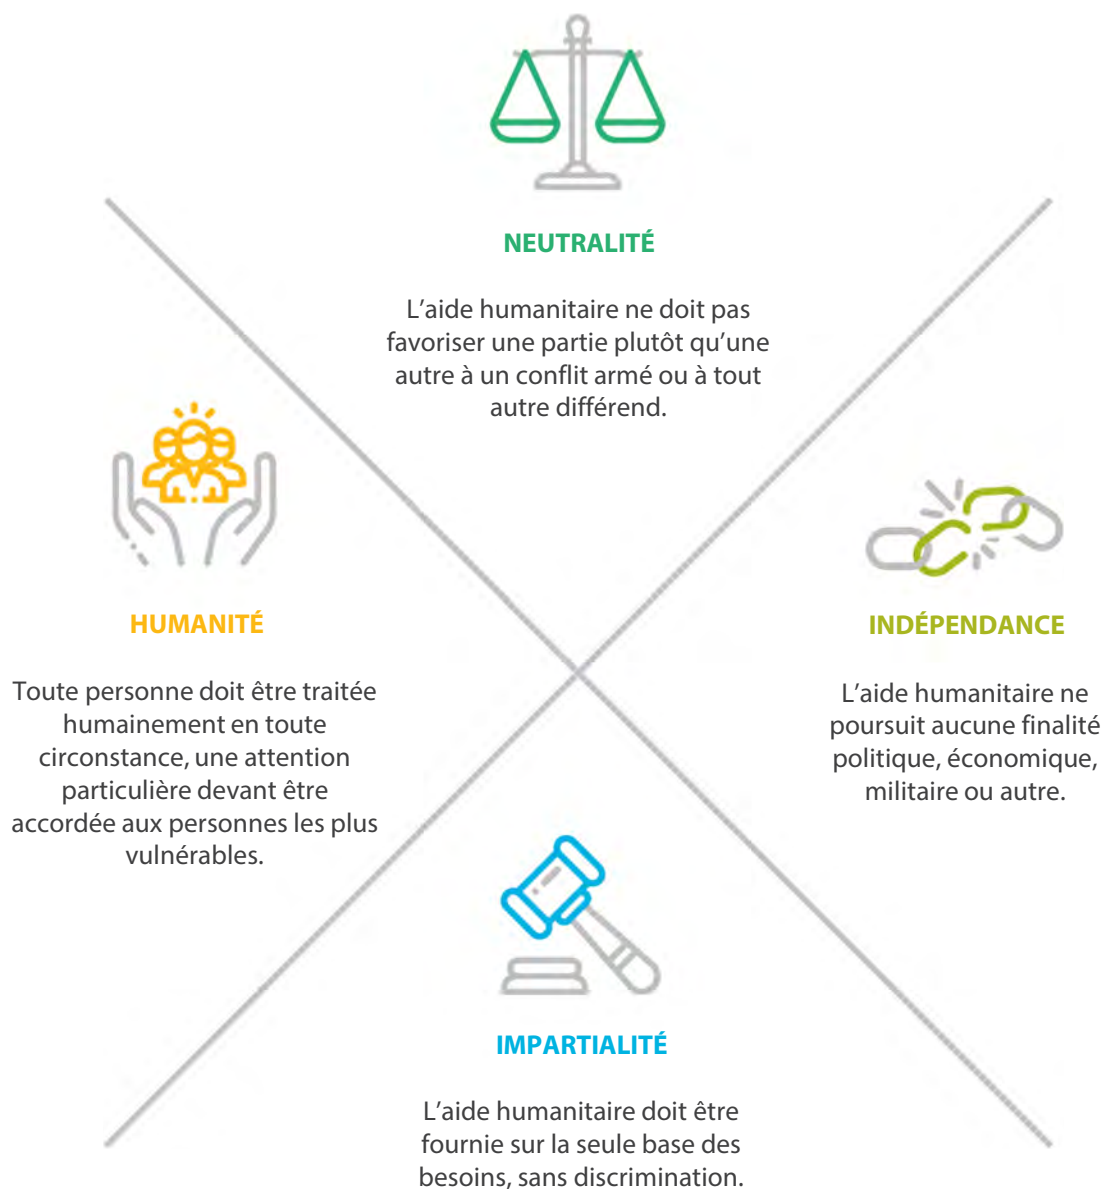 NEUTRALITÉ
L’aide humanitaire ne doit pas
favoriser une partie plutôt qu’une
autre à un conflit armé ou à tout
autre différend.
HUMANITÉ
Toute personne doit être traitée
humainement en toute
circonstance, une attention
particulière devant être
accordée aux personnes les plus
vulnérables.
INDÉPENDANCE
L’aide humanitaire ne
poursuit aucune finalité
politique, économique,
militaire ou autre.
IMPARTIALITÉ
L’aide humanitaire doit être
fournie sur la seule base des
besoins, sans discrimination.